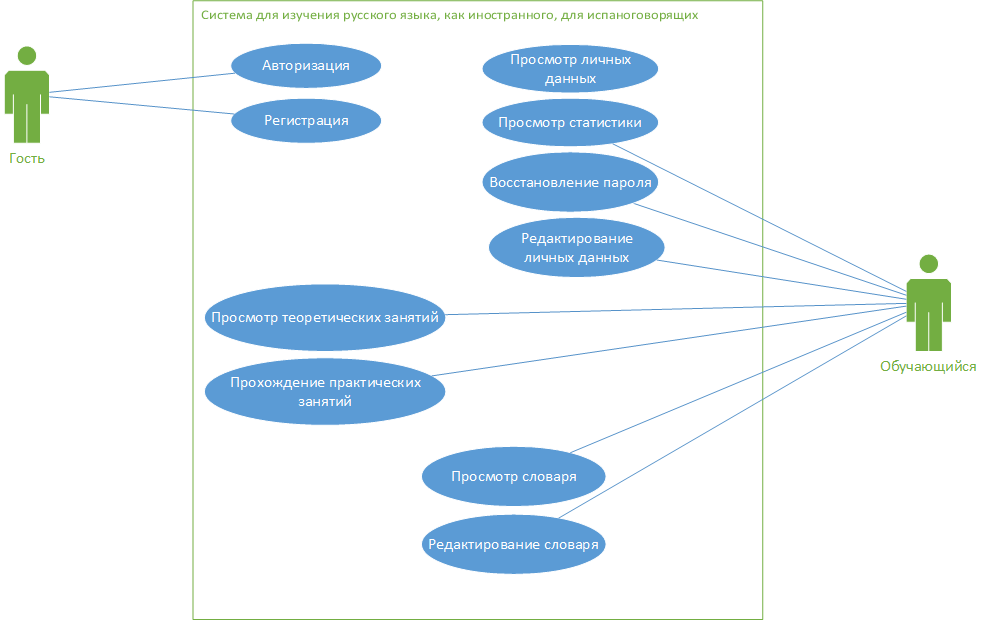 Система для изучения русского языка, как иностранного, для испаноговорящих
Авторизация
Регистрация
Гость
Просмотр личных
данных
Просмотр статистики
Восстановление пароля
Редактирование
личных данных
Просмотр теоретических занятий
Прохождение практических
занятий
Обучающийся
Просмотр словаря
Редактирование словаря